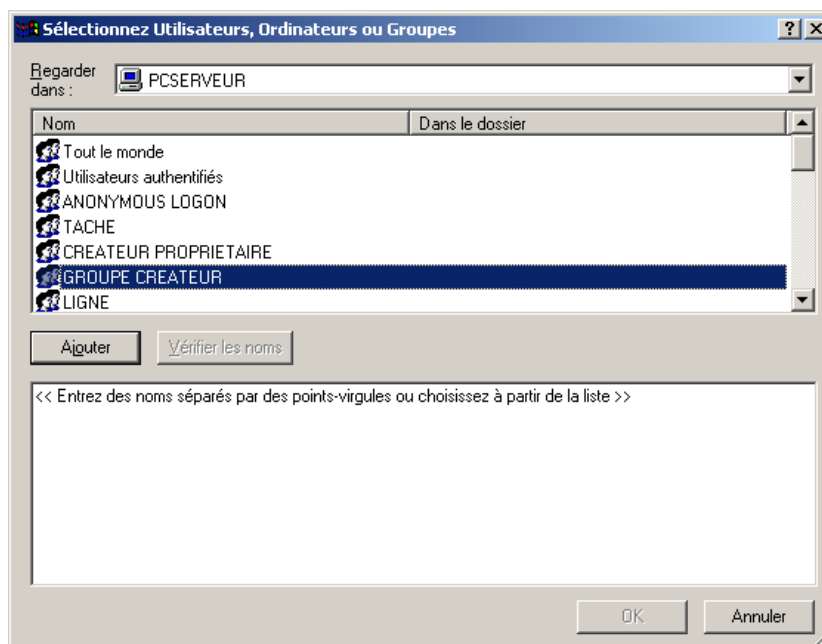 Sélectionnez Utilisateurs, Ordinateurs ou Groupes
Regarder dans :
PCSERVEUR
Nom Dans le dossier
Tout le monde
Utilisateurs authentifiés
ANONYMOUS LOGON
TACHE
CREATEUR PROPRIETAIRE
GROUPE CREATEUR
LIGNE
Ajouter Vérifier les noms
<< Entrez des noms séparés par des points-virgules ou choisissez à partir de la liste >>
OK Annuler